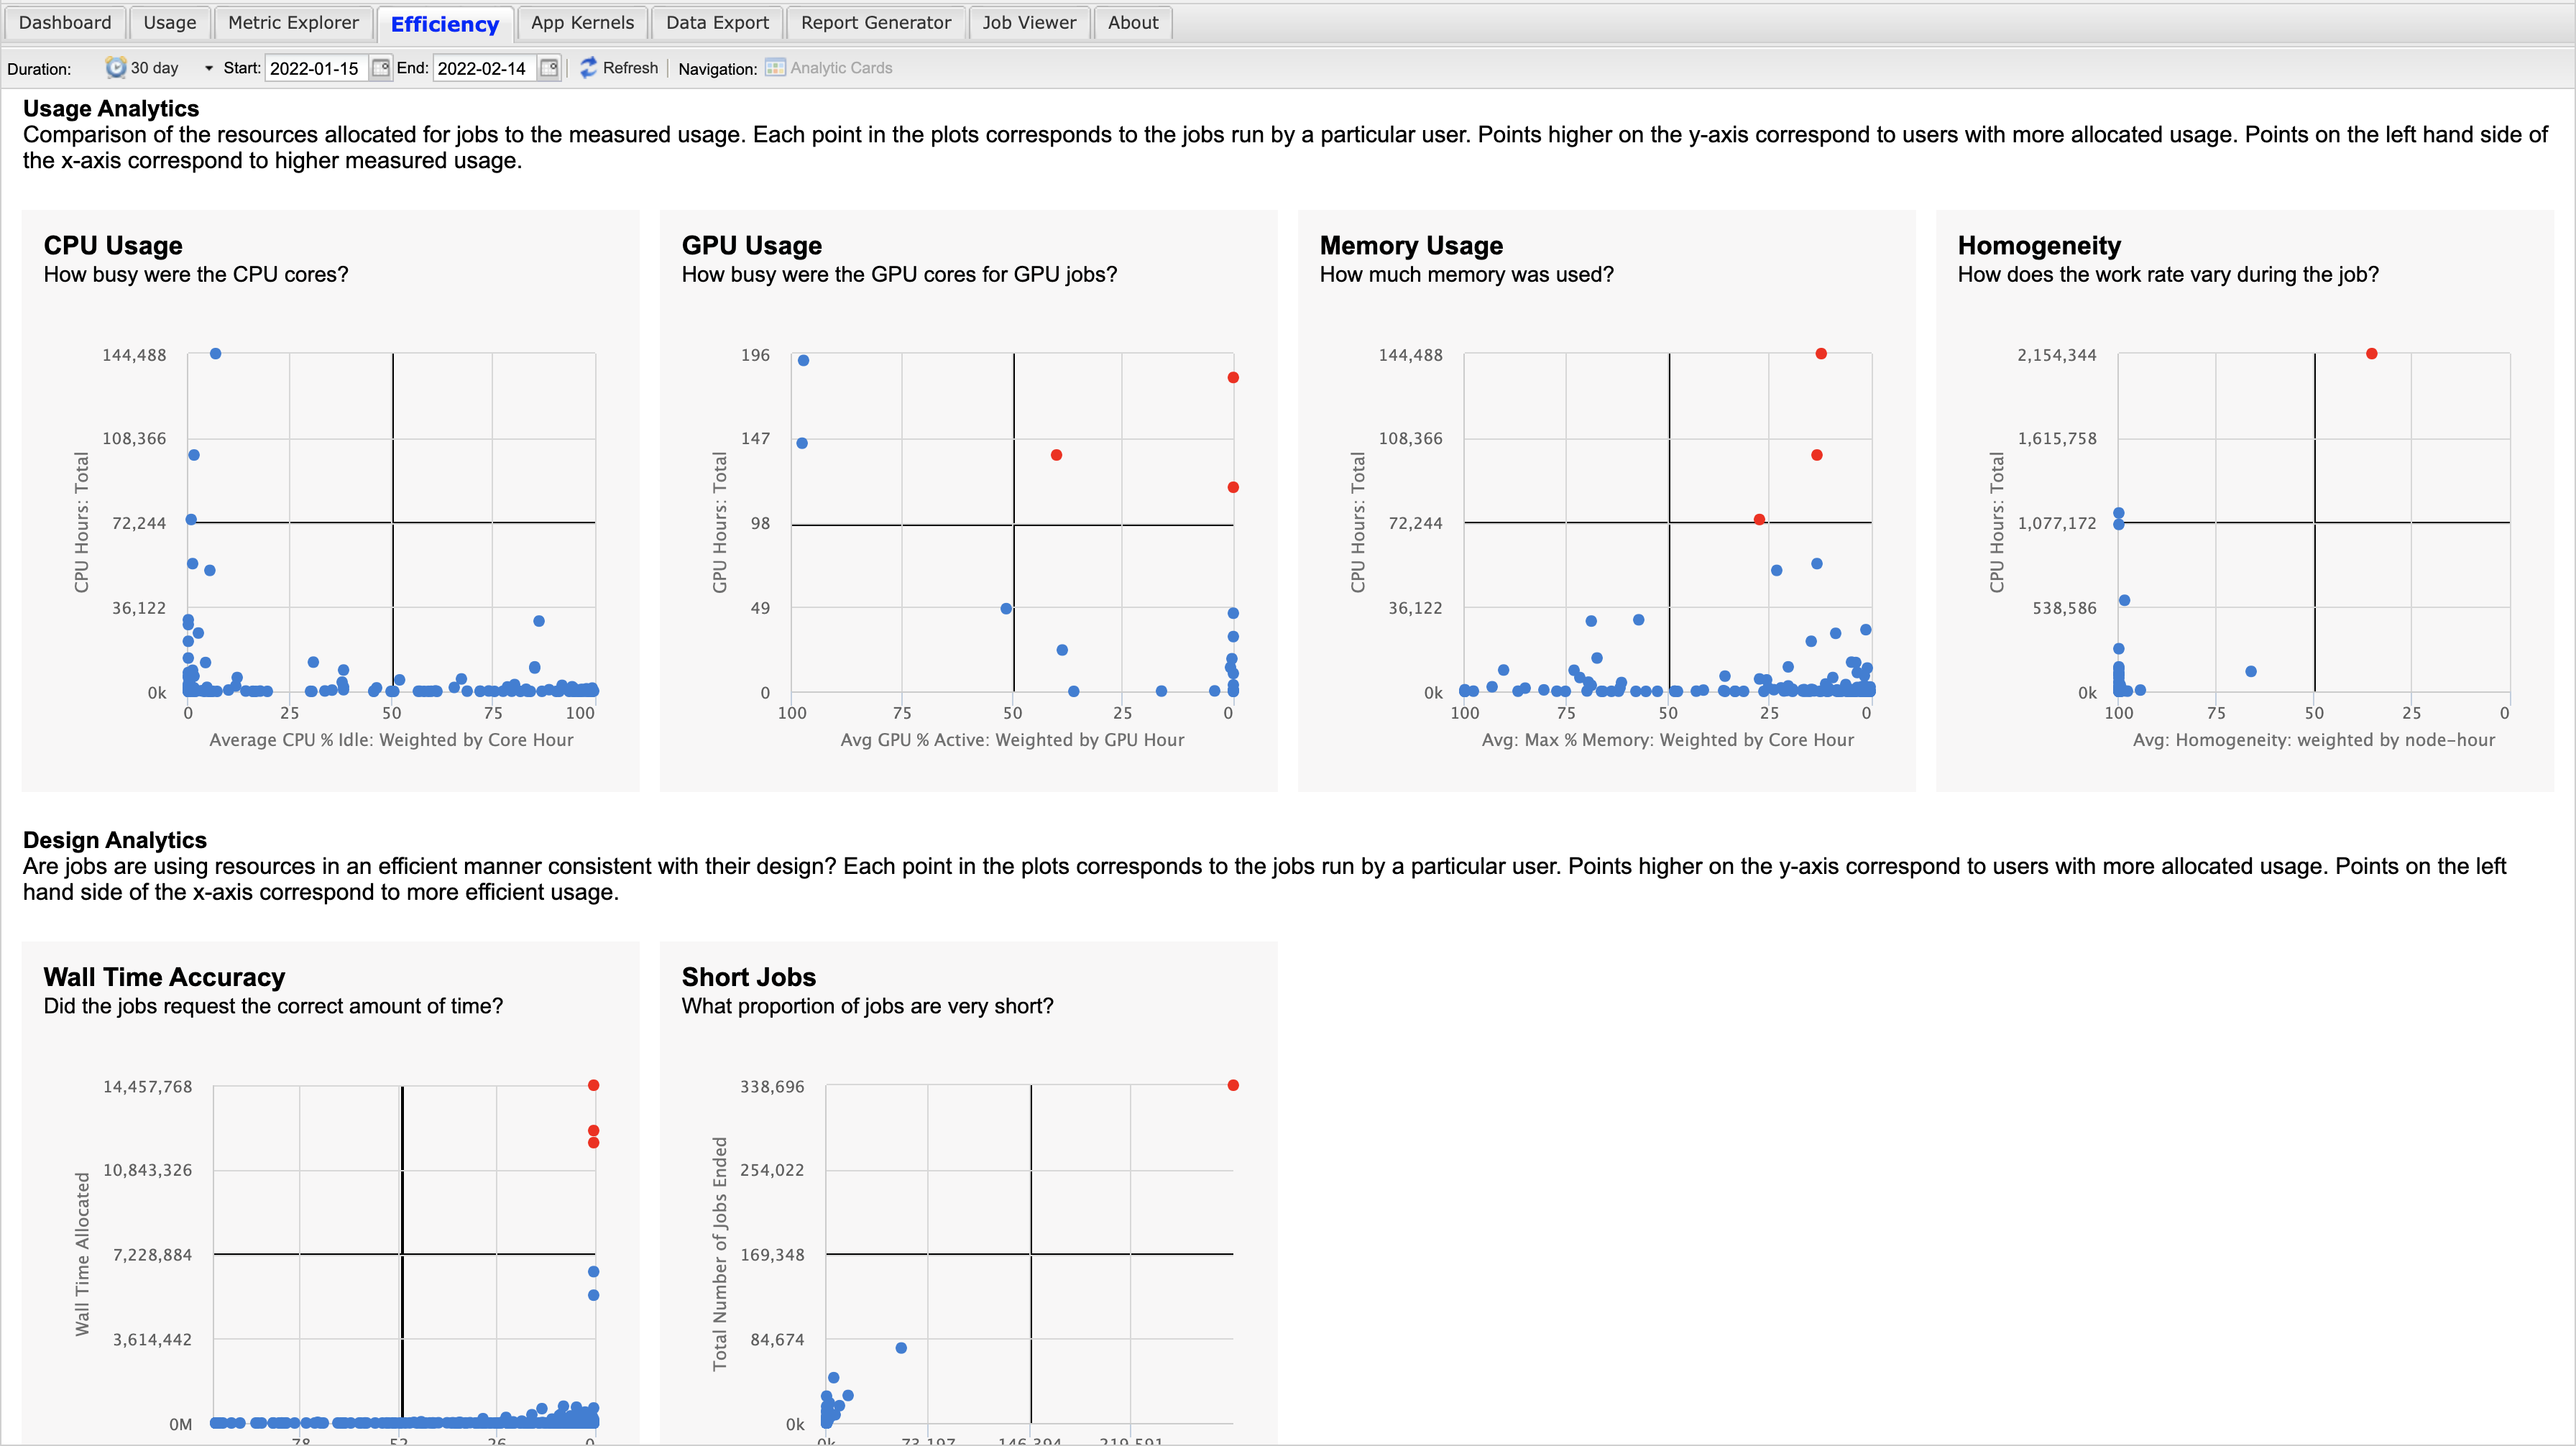 Dashboard Usage Metric Explorer Efficiency App Kernels Data Export Report Generator Job Viewer About
Duration: 30 day Start: 2022-01-15 End: 2022-02-14 Refresh Navigation: Analytic Cards
Usage Analytics
Comparison of the resources allocated for jobs to the measured usage. Each point in the plots corresponds to the jobs run by a particular user. Points higher on the y-axis correspond to users with more allocated usage. Points on the left hand side of
the x-axis correspond to higher measured usage.
CPU Usage
How busy were the CPU cores?
CPU Hours: Total
144,488
108,366
72,244
36,122
0k
0 25 50 75 100
Average CPU % Idle: Weighted by Core Hour
GPU Usage
How busy were the GPU cores for GPU jobs?
GPU Hours: Total
196
147
98
49
0
100 75 50 25 0
Avg GPU % Active: Weighted by GPU Hour
Memory Usage
How much memory was used?
CPU Hours: Total
144,488
108,366
72,244
36,122
0k
100 75 50 25 0
Avg: Max % Memory: Weighted by Core Hour
Homogeneity
How does the work rate vary during the job?
CPU Hours: Total
2,154,344
1,615,758
1,077,172
538,586
0k
100 75 50 25 0
Avg: Homogeneity: weighted by node-hour
Design Analytics
Are jobs are using resources in an efficient manner consistent with their design? Each point in the plots corresponds to the jobs run by a particular user. Points higher on the y-axis correspond to users with more allocated usage. Points on the left
hand side of the x-axis correspond to more efficient usage.
Wall Time Accuracy
Did the jobs request the correct amount of time?
Wall Time Allocated
14,457,768
10,843,326
7,228,884
3,614,442
0M
78 52 26 0
Short Jobs
What proportion of jobs are very short?
Total Number of Jobs Ended
338,696
254,022
169,348
84,674
0k
0k 73,197 146,394 219,591